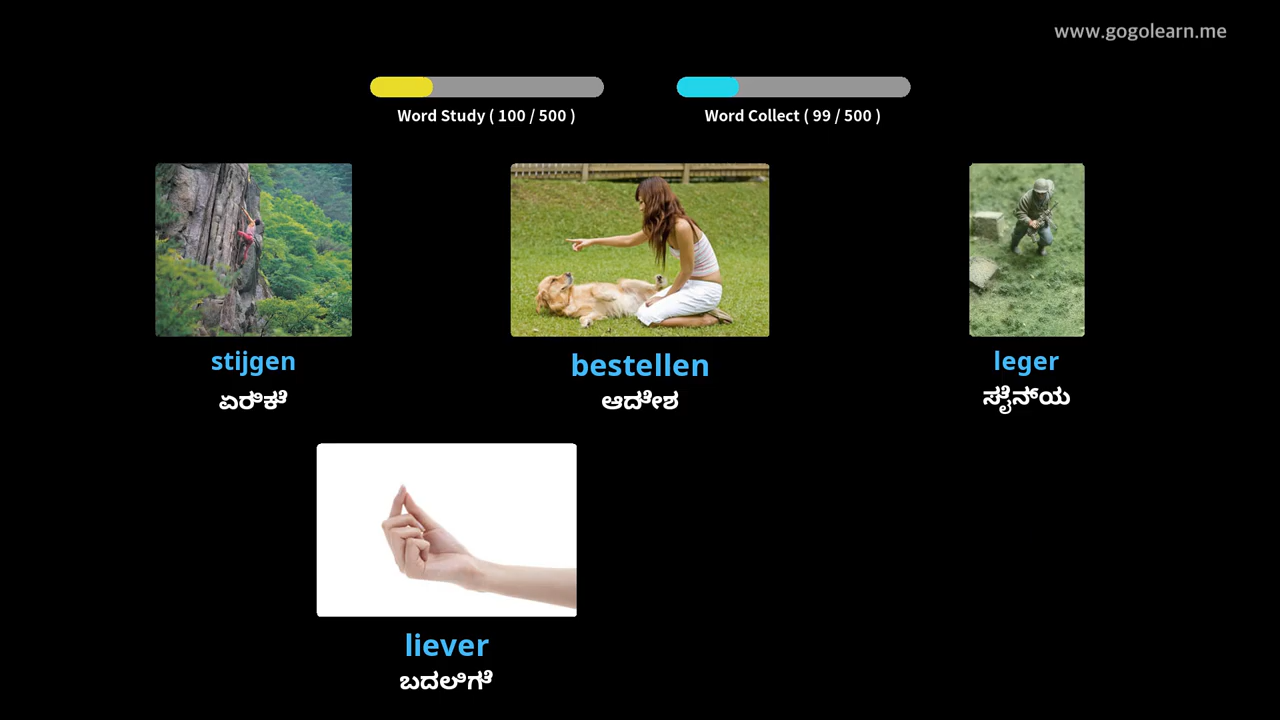 www.gogolearn.me
Word Study ( 100 / 500 )
Word Collect ( 99 / 500 )
stijgen
ಏರಿಕೆ
bestellen
ಆದೇಶ
leger
ಸೈನ್ಯ
liever
ಬದಲಿಗೆ